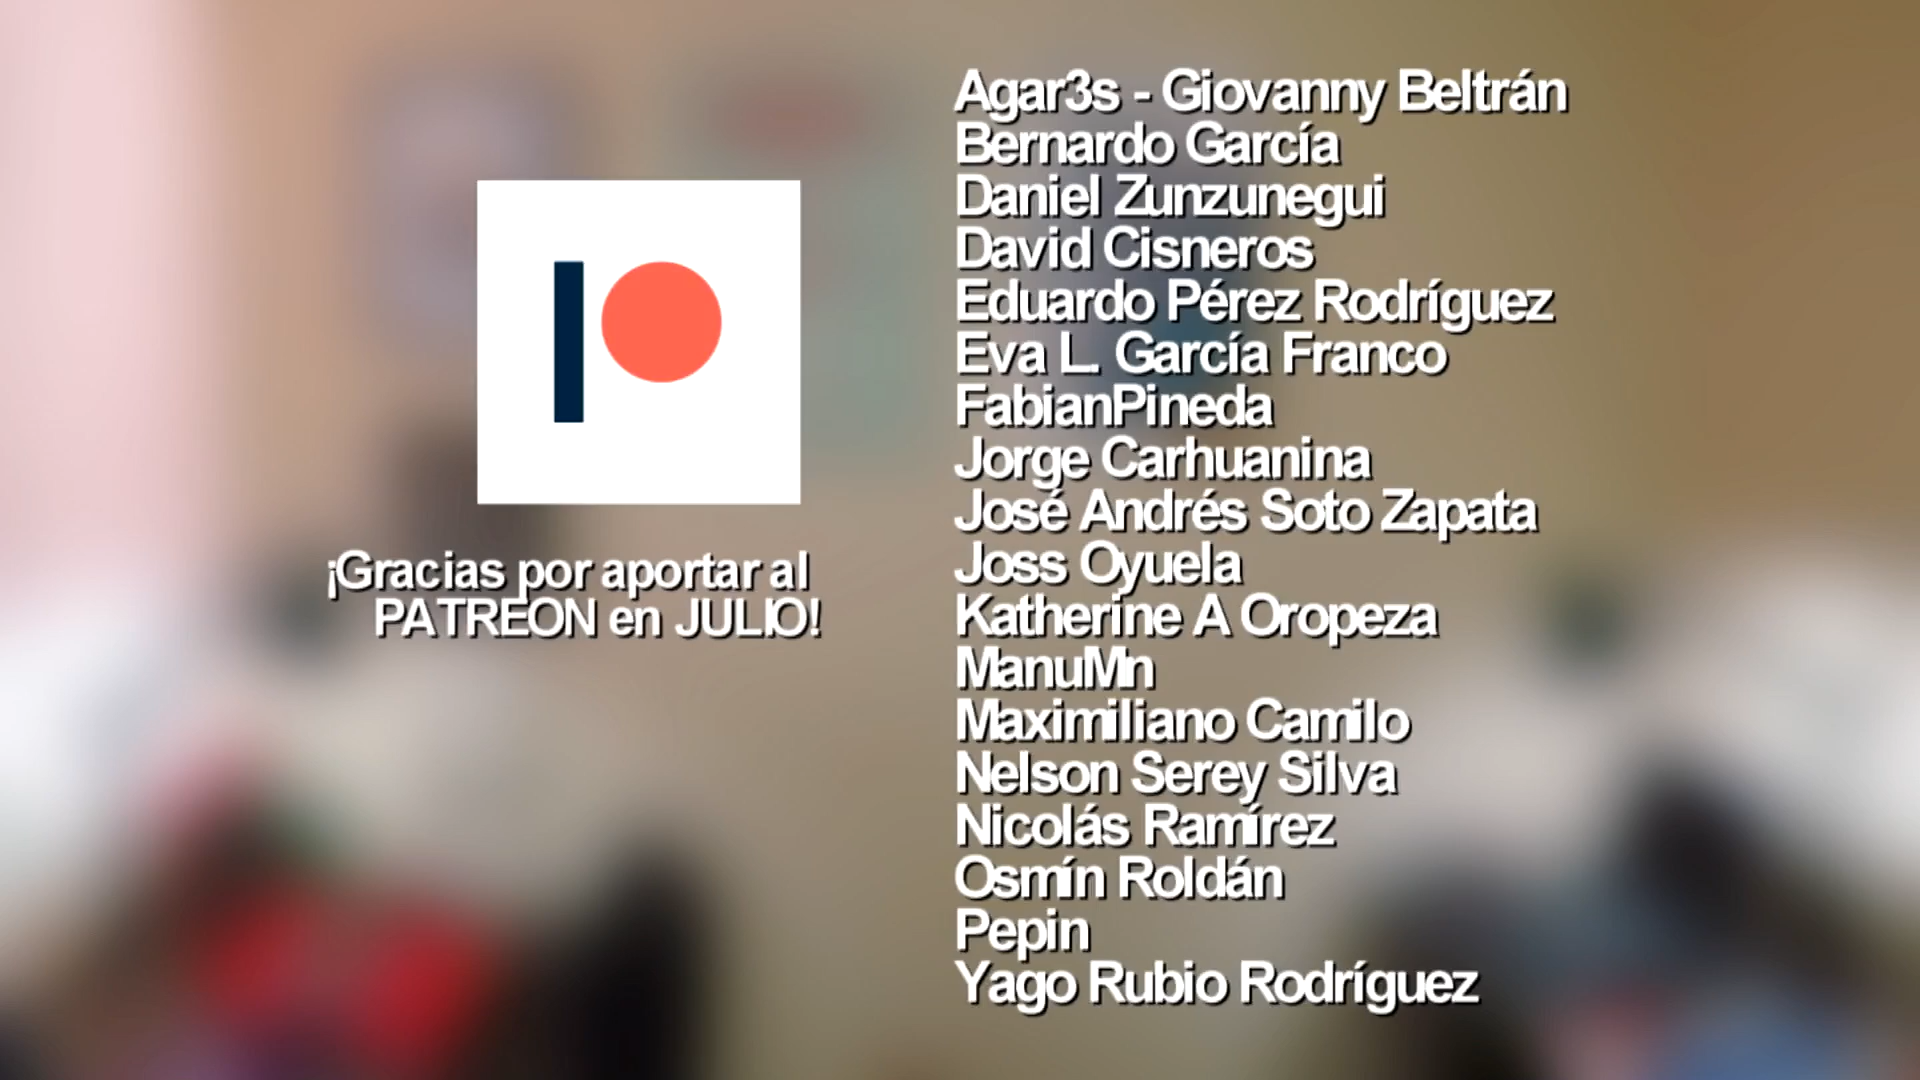 ¡Gracias por aportar al
PATREON en JULIO!
Agar3s - Giovanny Beltrán
Bernardo García
Daniel Zunzunegui
David Cisneros
Eduardo Pérez Rodríguez
Eva L. García Franco
FabianPineda
Jorge Carhuanina
José Andrés Soto Zapata
Joss Oyuela
Katherine A Oropeza
ManuMn
Maximiliano Camilo
Nelson Serey Silva
Nicolás Ramírez
Osmín Roldán
Pepin
Yago Rubio Rodríguez